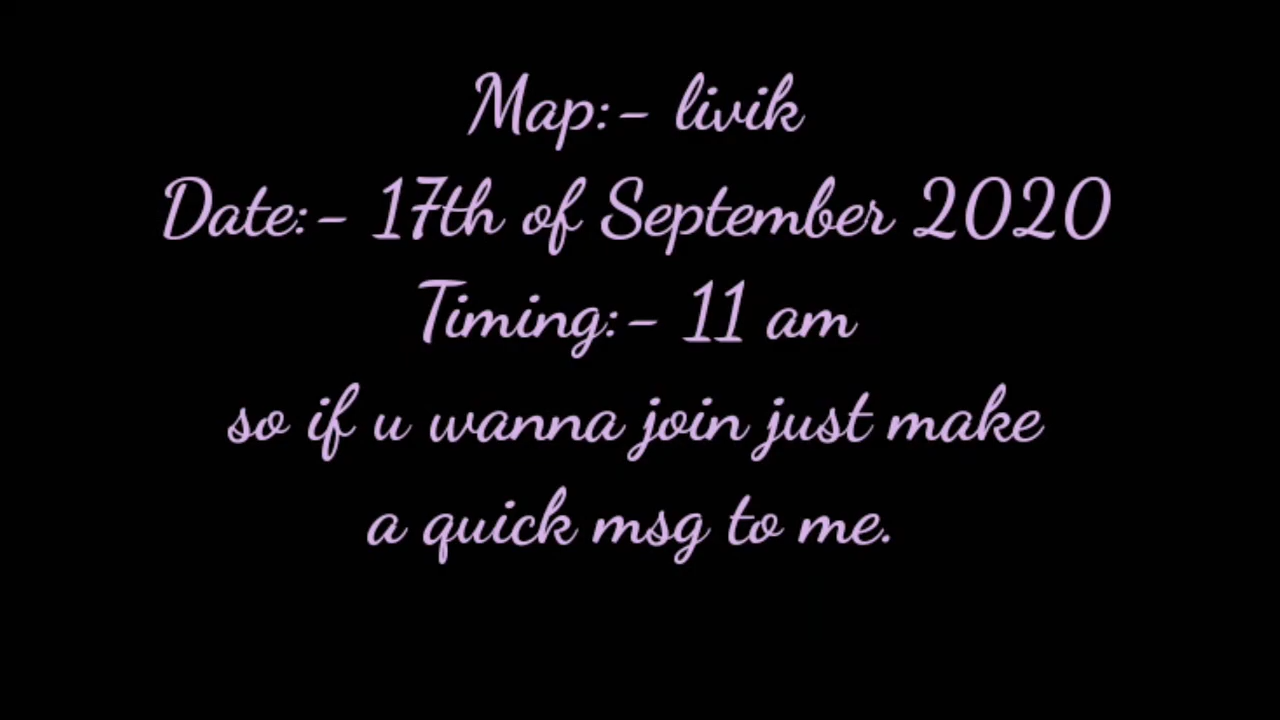 Map:- livik
Date:- 17th of September 2020
Timing:- 11 am
so if u wanna join just make
a quick msg to me.